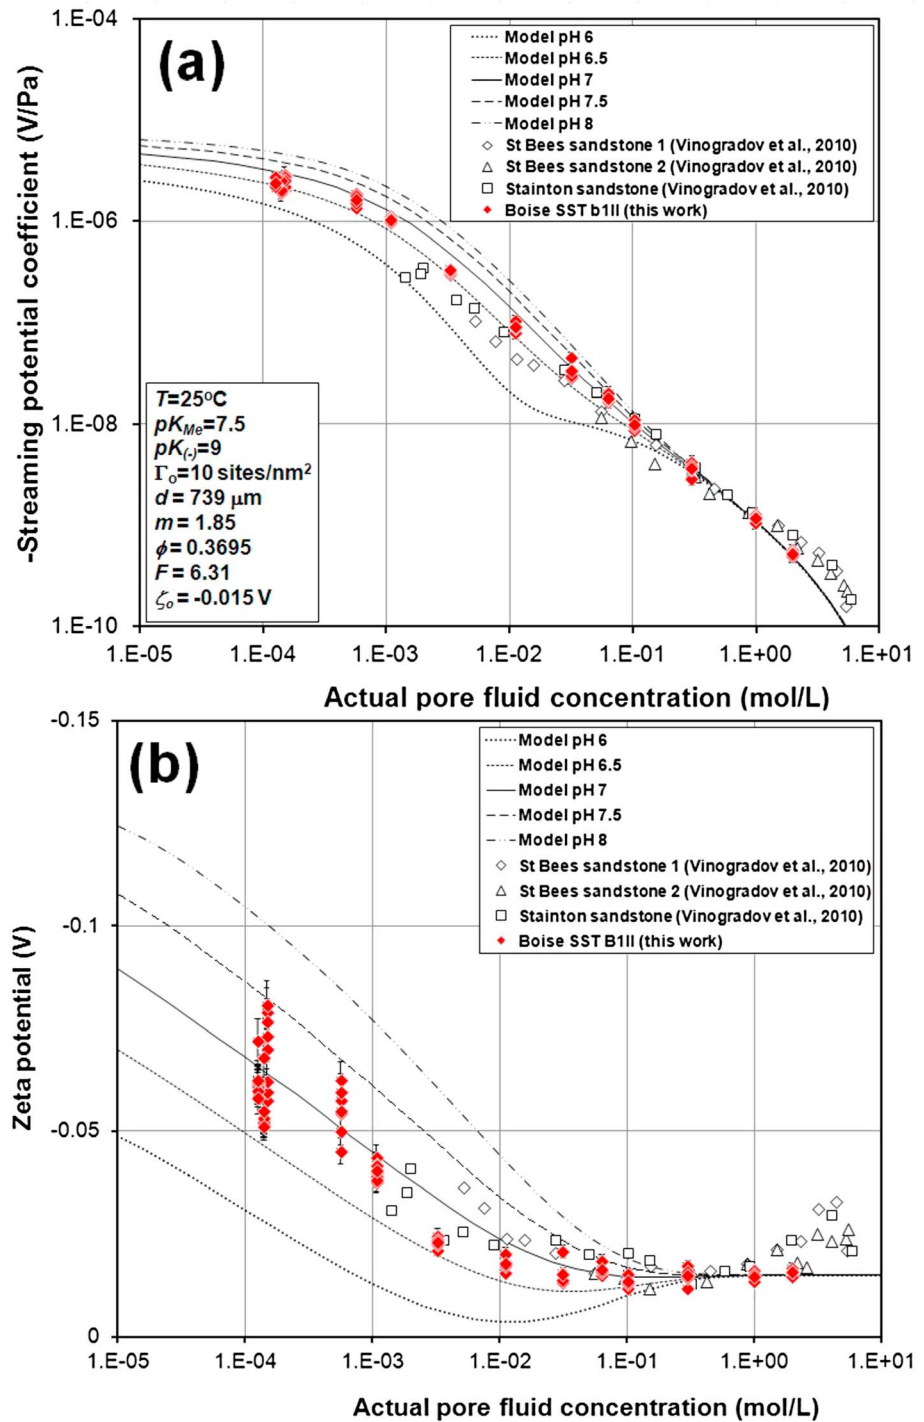 1.E-04
(a)
Model pH 6
Model pH 6.5
Model pH 7
Model pH 7.5
Model pH 8
St Bees sandstone 1 (Vinogradov et al., 2010)
St Bees sandstone 2 (Vinogradov et al., 2010)
Stainton sandstone (Vinogradov et al., 2010)
Boise SST b1II (this work)
-Streaming potential coefficient (V/Pa)
1.E-06
1.E-08
1.E-10
T=25°C
pK_Me=7.5
pK_(-)=9
Γo=10 sites/nm²
d = 739 µm
m = 1.85
ϕ = 0.3695
F = 6.31
ζo = -0.015 V
1.E-05 1.E-04 1.E-03 1.E-02 1.E-01 1.E+00 1.E+01
Actual pore fluid concentration (mol/L)
-0.15
(b)
Model pH 6
Model pH 6.5
Model pH 7
Model pH 7.5
Model pH 8
St Bees sandstone 1 (Vinogradov et al., 2010)
St Bees sandstone 2 (Vinogradov et al., 2010)
Stainton sandstone (Vinogradov et al., 2010)
Boise SST B1II (this work)
Zeta potential (V)
-0.1
-0.05
0
1.E-05 1.E-04 1.E-03 1.E-02 1.E-01 1.E+00 1.E+01
Actual pore fluid concentration (mol/L)